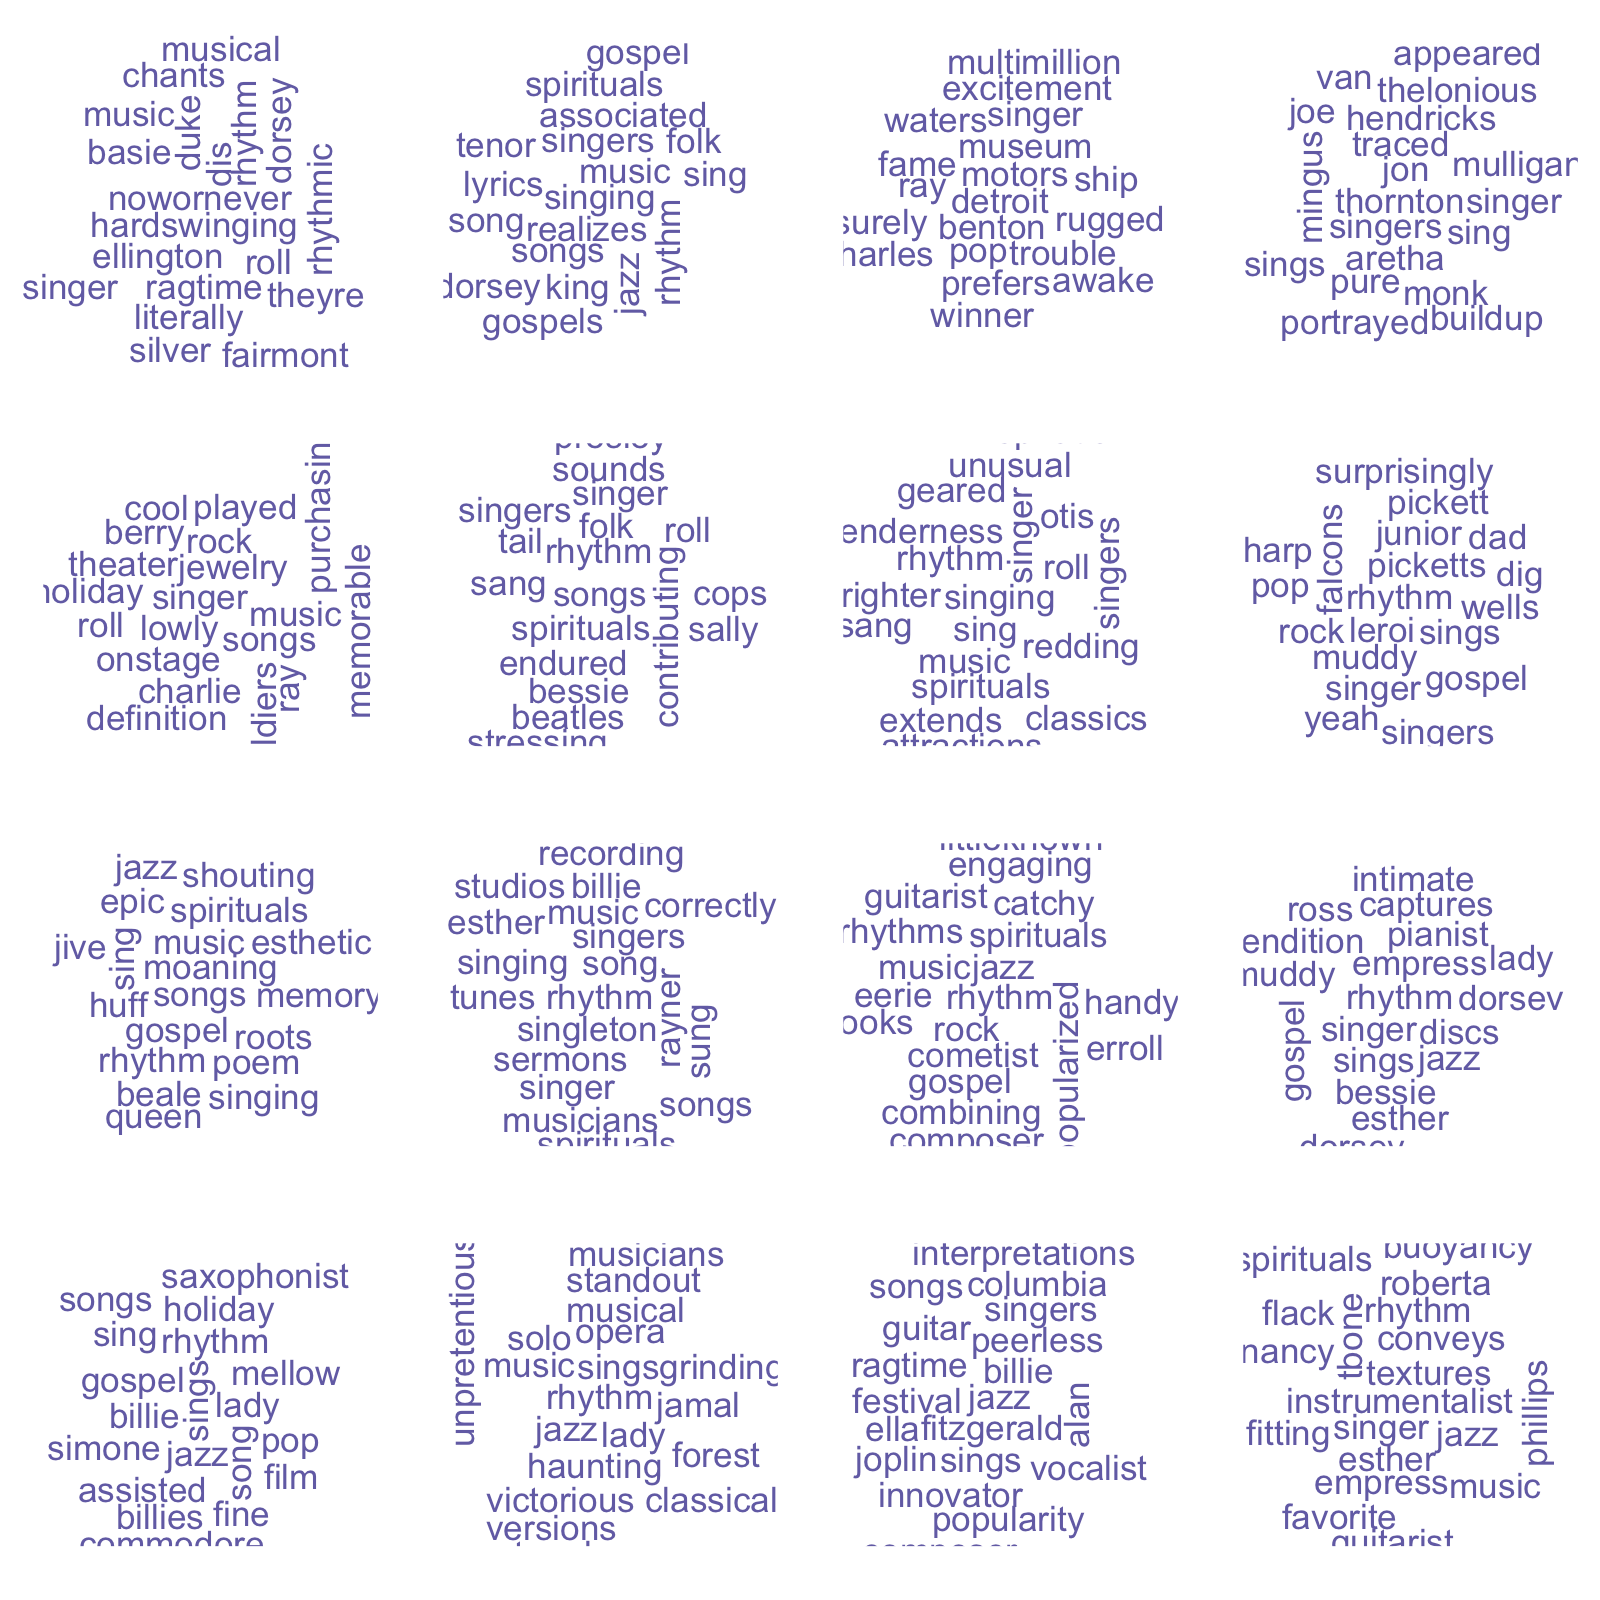 musical
chants
music
duke
dis
rhythm
dorsey
basie
rhythmic
nowornever
hardswinging
ellington
roll
singer
ragtime
theyre
literally
silver
fairmont
gospel
spirituals
associated
tenor
singers
folk
music
sing
lyrics
singing
song
realizes
rhythm
songs
jazz
dorsey
king
gospels
multimillion
excitement
waters
singer
museum
fame
motors
ray
ship
detroit
surely
benton
rugged
harles
pop
trouble
prefers
awake
winner
appeared
van
thelonious
joe
hendricks
traced
mingus
jon
mulligan
thornton
singer
singers
sing
sings
aretha
pure
monk
portrayed
buildup
purchasin
cool
played
berry
rock
theater
jewelry
holiday
singer
memorable
roll
lowly
music
songs
onstage
ldiers
ray
charlie
definition
presley
sounds
singer
singers
folk
roll
tail
rhythm
sang
songs
contributing
cops
spirituals
sally
endured
bessie
beatles
stressing
unusual
geared
singer
otis
enderness
singers
rhythm
roll
righter
singing
sang
sing
redding
music
spirituals
extends
classics
attractions
surprisingly
pickett
falcons
junior
dad
harp
picketts
dig
pop
rhythm
wells
rock
leroi
sings
muddy
singer
gospel
yeah
singers
jazz
shouting
epic
spirituals
jive
sing
music
esthetic
moaning
huff
songs
memory
gospel
roots
rhythm
poem
beale
singing
queen
recording
studios
billie
esther
music
correctly
singers
singing
song
tunes
rhythm
rayner
sung
singleton
sermons
singer
songs
musicians
spirituals
littleknown
engaging
guitarist
catchy
rhythms
spirituals
music
jazz
eerie
rhythm
opularized
handy
ooks
rock
cometist
erroll
gospel
combining
composer
intimate
ross
captures
endition
pianist
muddy
empress
lady
rhythm
dorsey
gospel
singer
discs
sings
jazz
bessie
esther
dorsey
saxophonist
songs
holiday
sing
rhythm
gospel
sings
mellow
billie
lady
simone
jazz
song
pop
film
assisted
billies
fine
commodore
unpretentious
musicians
standout
musical
solo
opera
music
sings
grinding
rhythm
jamal
jazz
lady
haunting
forest
victorious
classical
versions
interpretations
songs
columbia
singers
guitar
peerless
ragtime
billie
festival
jazz
alan
ella
fitzgerald
joplin
sings
vocalist
innovator
popularity
composer
spirituals
buoyancy
roberta
flack
tbone
rhythm
nancy
conveys
textures
instrumentalist
phillips
fitting
singer
jazz
esther
empress
music
favorite
guitarist